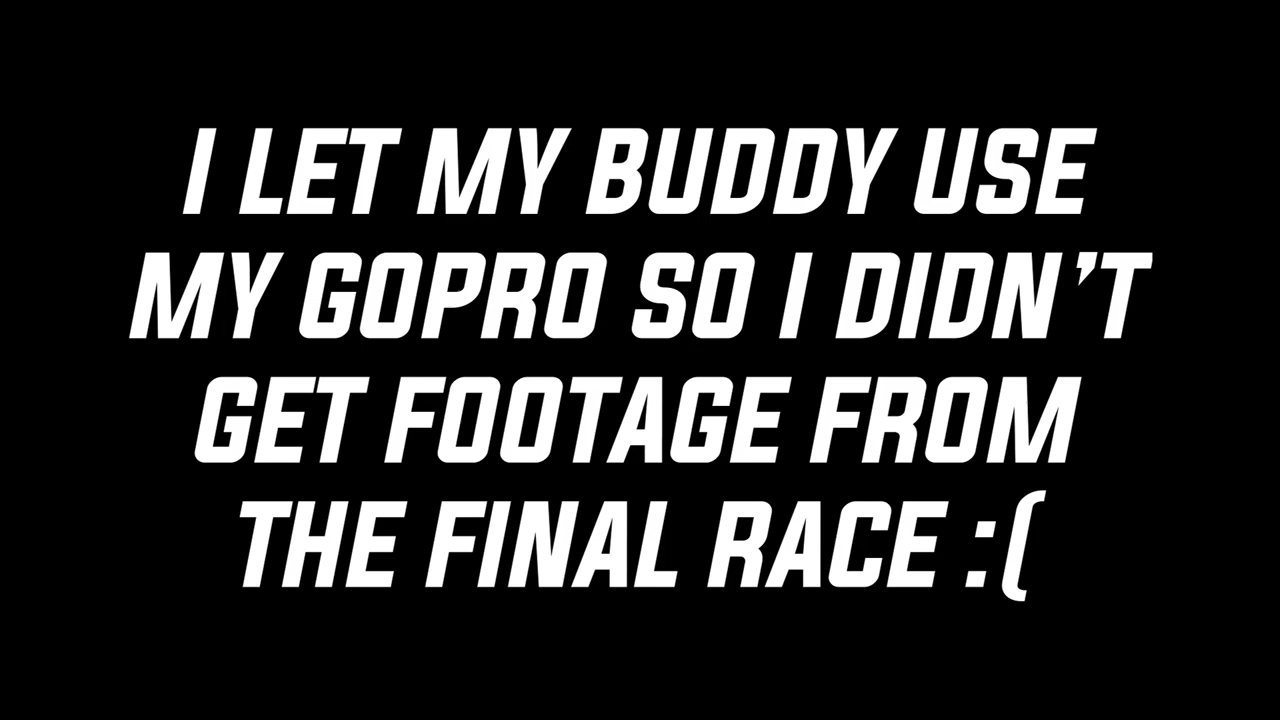 I LET MY BUDDY USE
MY GOPRO SO I DIDN'T
GET FOOTAGE FROM
THE FINAL RACE :(